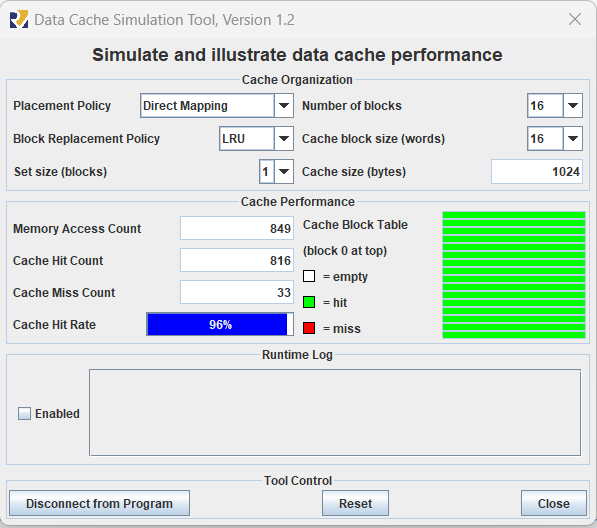 Data Cache Simulation Tool, Version 1.2
Simulate and illustrate data cache performance
Cache Organization
Placement Policy Direct Mapping Number of blocks 16
Block Replacement Policy LRU Cache block size (words) 16
Set size (blocks) 1 Cache size (bytes) 1024
Cache Performance
Memory Access Count 849 Cache Block Table
(block 0 at top)
Cache Hit Count 816
= empty
Cache Miss Count 33
= hit
Cache Hit Rate 96%
= miss
Runtime Log
Enabled
Tool Control
Disconnect from Program Reset Close